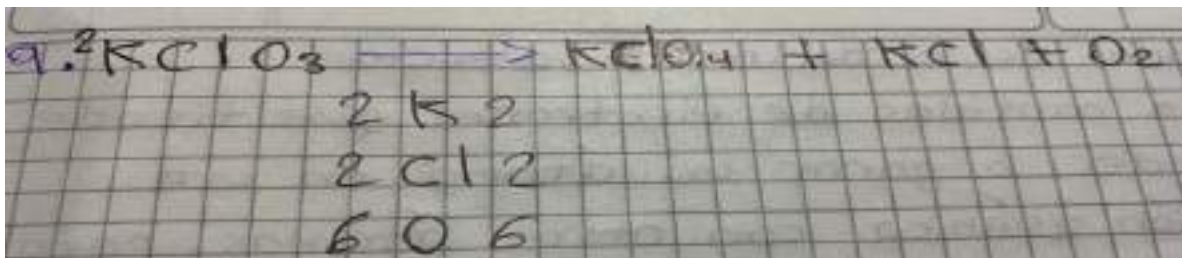 9. ²KClO₃ → KClO₄ + KCl + O₂
2 K 2
2 Cl 2
6 O 6